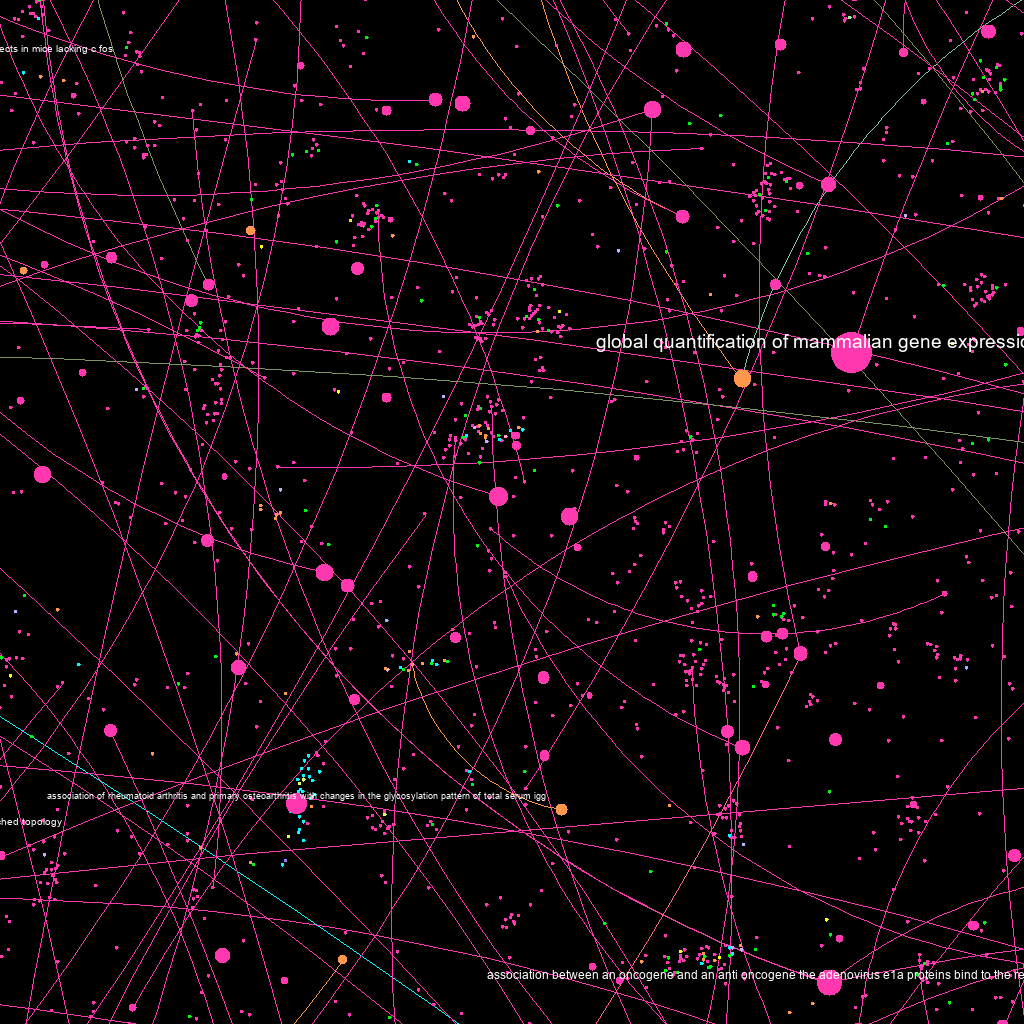 ects in mice lacking c fos
global quantification of mammalian gene expressio
association of rheumatoid arthritis and primary osteoarthritis with changes in the glycosylation pattern of total serum igg
ched topology
association between an oncogene and an anti oncogene the adenovirus e1a proteins bind to the re